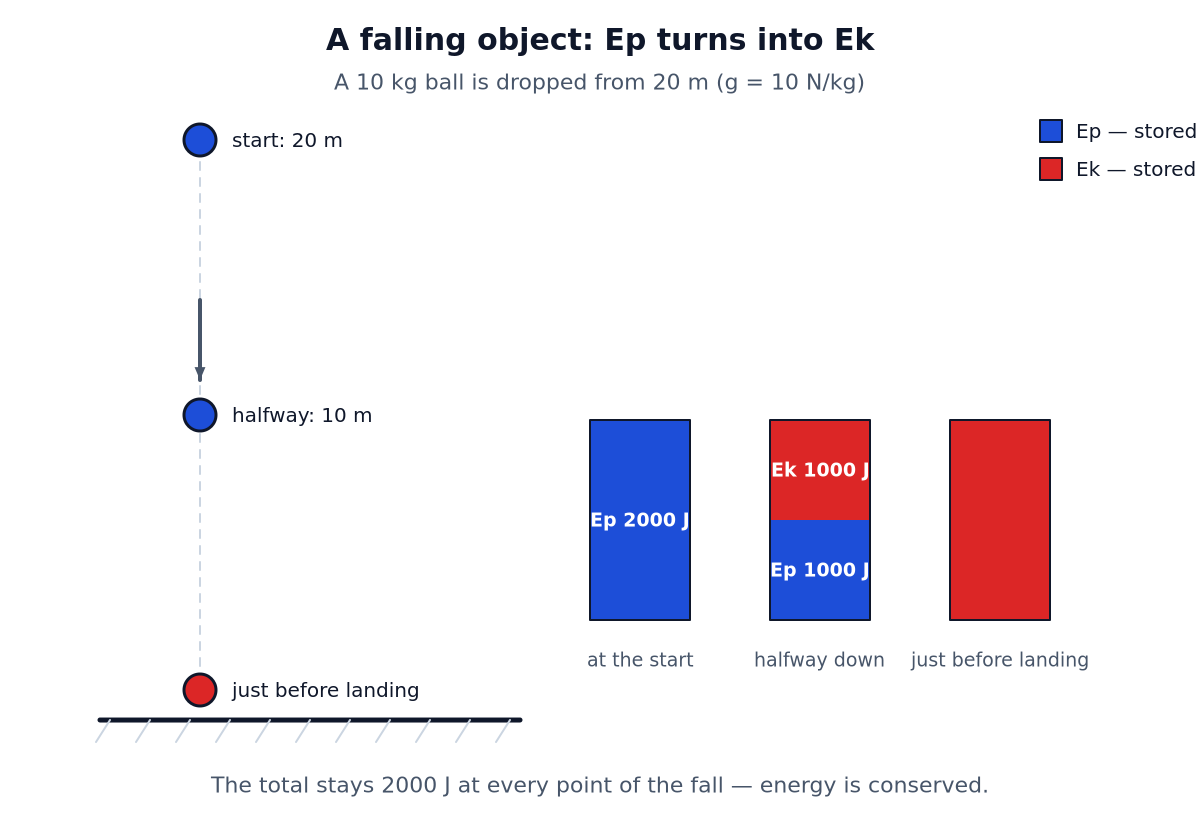 A falling object: Ep turns into Ek
A 10 kg ball is dropped from 20 m (g = 10 N/kg)
start: 20 m
Ep — stored
Ek — stored
halfway: 10 m
Ep 2000 J
Ek 1000 J
Ep 1000 J
at the start
halfway down
just before landing
just before landing
The total stays 2000 J at every point of the fall — energy is conserved.